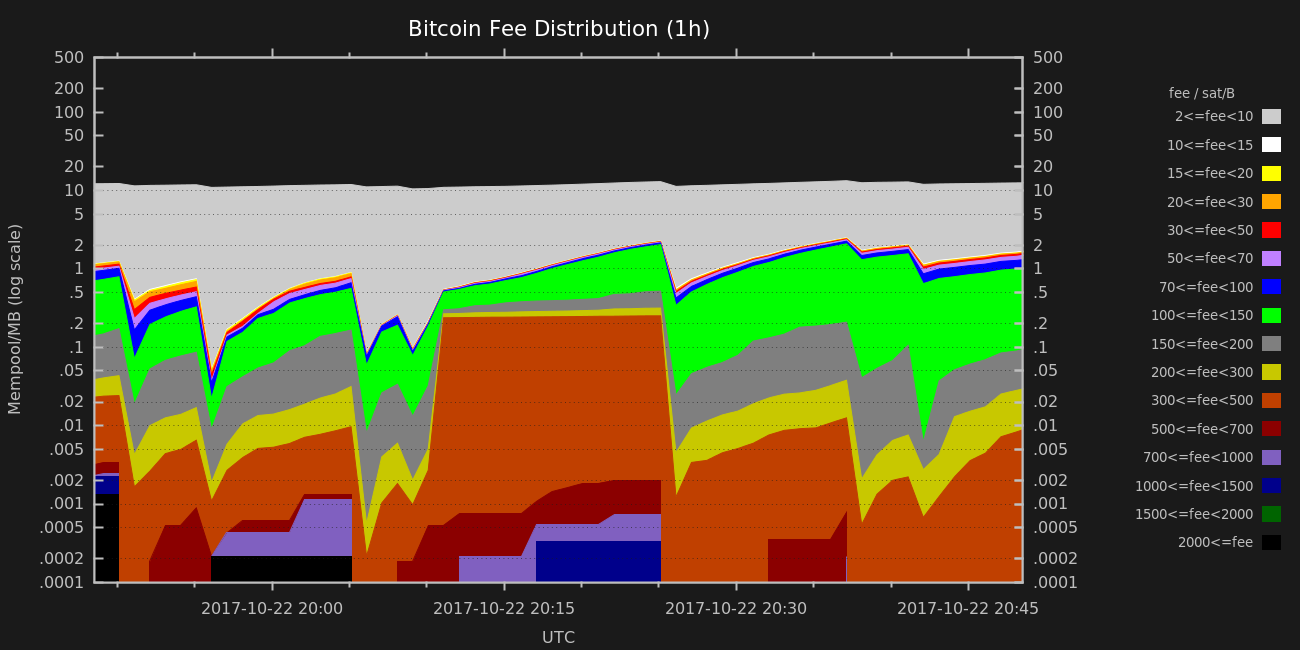 Bitcoin Fee Distribution (1h)
500 500
200 200
100 100
50 50
20 20
10 10
5 5
2 2
1 1
.5 .5
.2 .2
.1 .1
.05 .05
.02 .02
.01 .01
.005 .005
.002 .002
.001 .001
.0005 .0005
.0002 .0002
.0001 .0001
Mempool/MB (log scale)
2017-10-22 20:00 2017-10-22 20:15 2017-10-22 20:30 2017-10-22 20:45
UTC
fee / sat/B
2<=fee<10
10<=fee<15
15<=fee<20
20<=fee<30
30<=fee<50
50<=fee<70
70<=fee<100
100<=fee<150
150<=fee<200
200<=fee<300
300<=fee<500
500<=fee<700
700<=fee<1000
1000<=fee<1500
1500<=fee<2000
2000<=fee